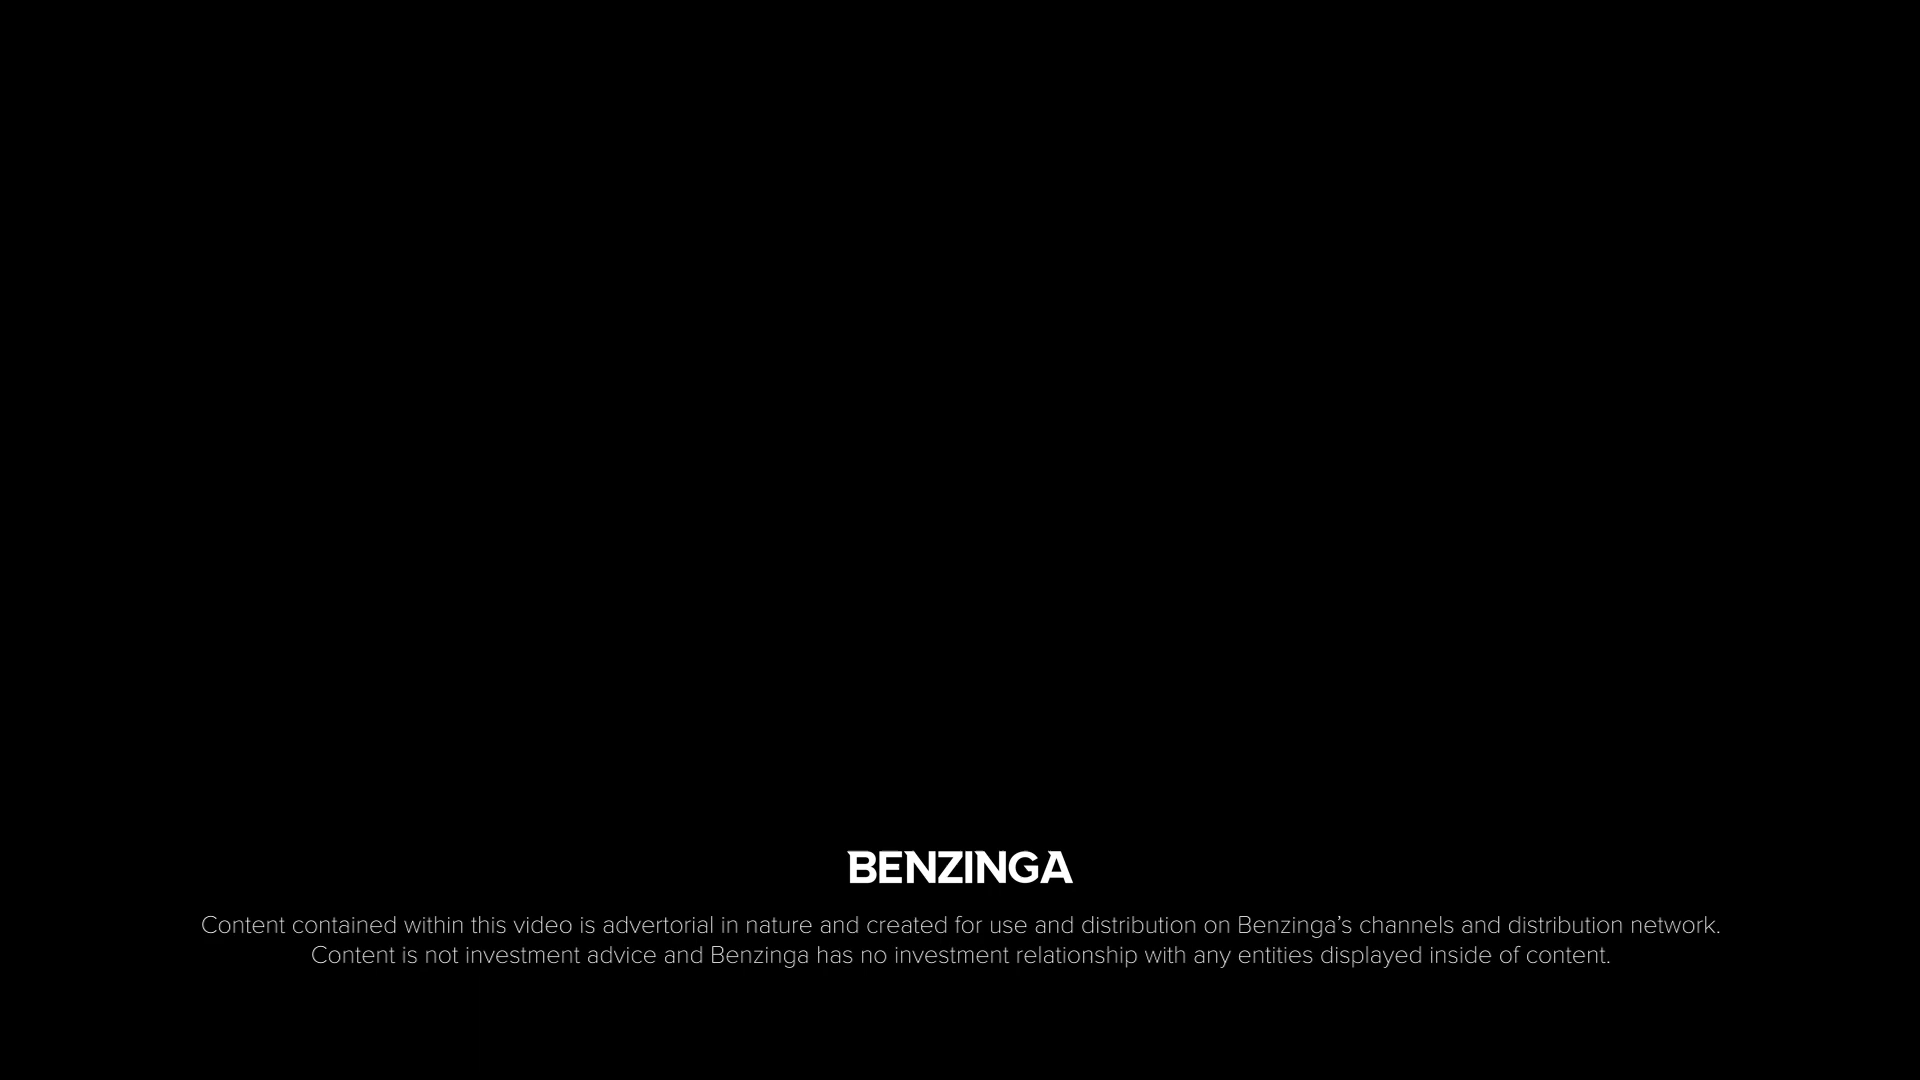 BENZINGA
Content contained within this video is advertorial in nature and created for use and distribution on Benzinga’s channels and distribution network.
Content is not investment advice and Benzinga has no investment relationship with any entities displayed inside of content.